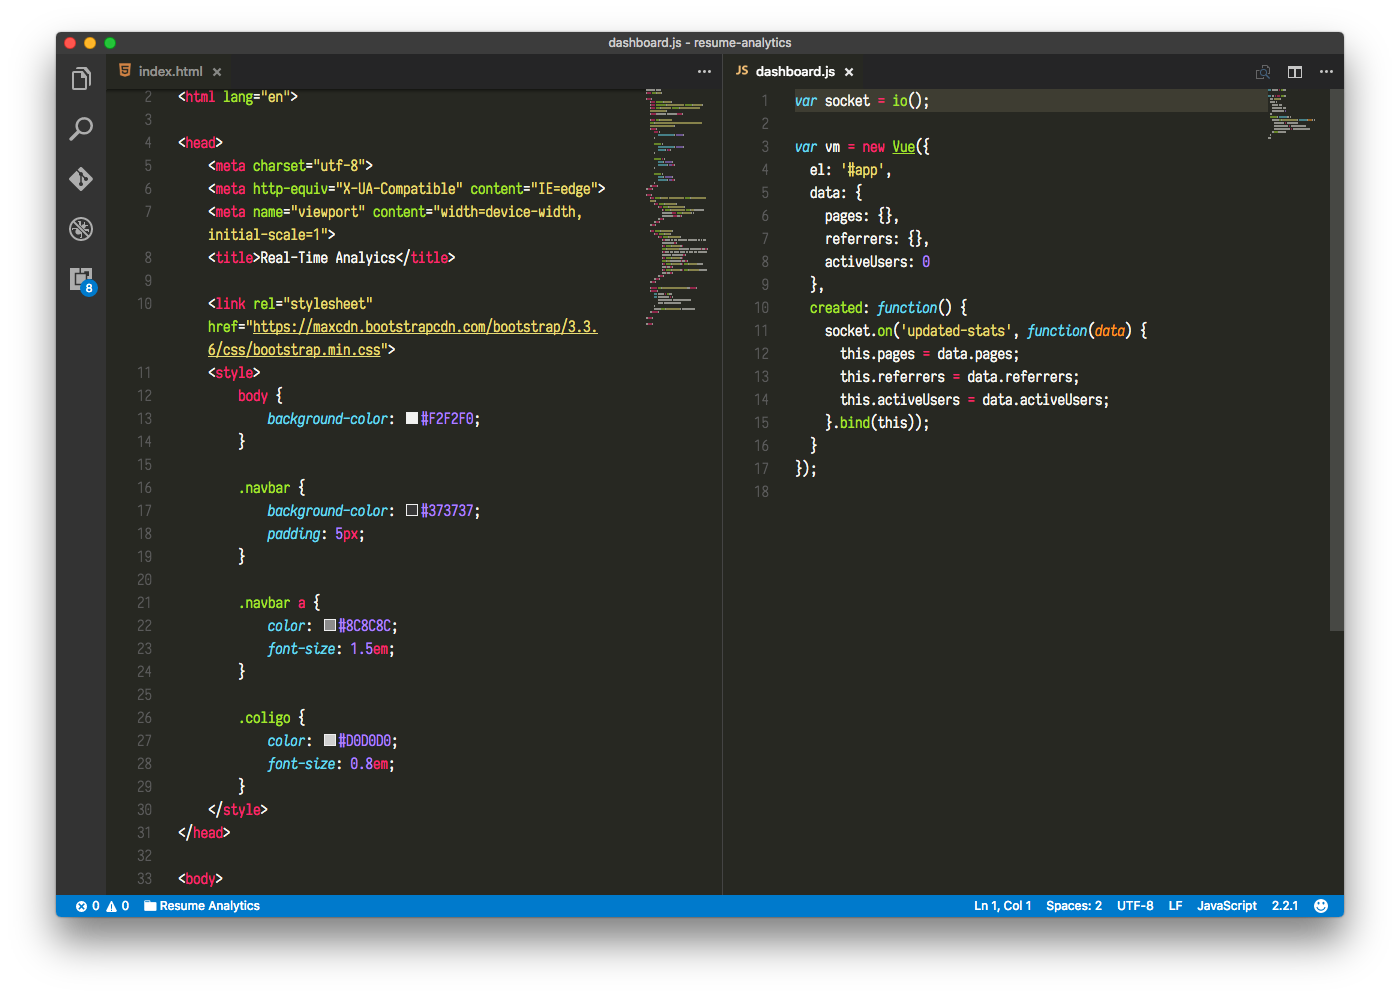 dashboard.js - resume-analytics
index.html
2 <html lang="en">
3
4 <head>
5 <meta charset="utf-8">
6 <meta http-equiv="X-UA-Compatible" content="IE=edge">
7 <meta name="viewport" content="width=device-width,
initial-scale=1">
8 <title>Real-Time Analyics</title>
9
10 <link rel="stylesheet"
href="https://maxcdn.bootstrapcdn.com/bootstrap/3.3.
6/css/bootstrap.min.css">
11 <style>
12 body {
13 background-color: #F2F2F0;
14 }
15
16 .navbar {
17 background-color: #373737;
18 padding: 5px;
19 }
20
21 .navbar a {
22 color: #8C8C8C;
23 font-size: 1.5em;
24 }
25
26 .coligo {
27 color: #D0D0D0;
28 font-size: 0.8em;
29 }
30 </style>
31 </head>
32
33 <body>
JS dashboard.js
1 var socket = io();
2
3 var vm = new Vue({
4 el: '#app',
5 data: {
6 pages: {},
7 referrers: {},
8 activeUsers: 0
9 },
10 created: function() {
11 socket.on('updated-stats', function(data) {
12 this.pages = data.pages;
13 this.referrers = data.referrers;
14 this.activeUsers = data.activeUsers;
15 }.bind(this));
16 }
17 });
18
8
0 0 Resume Analytics
Ln 1, Col 1 Spaces: 2 UTF-8 LF JavaScript 2.2.1